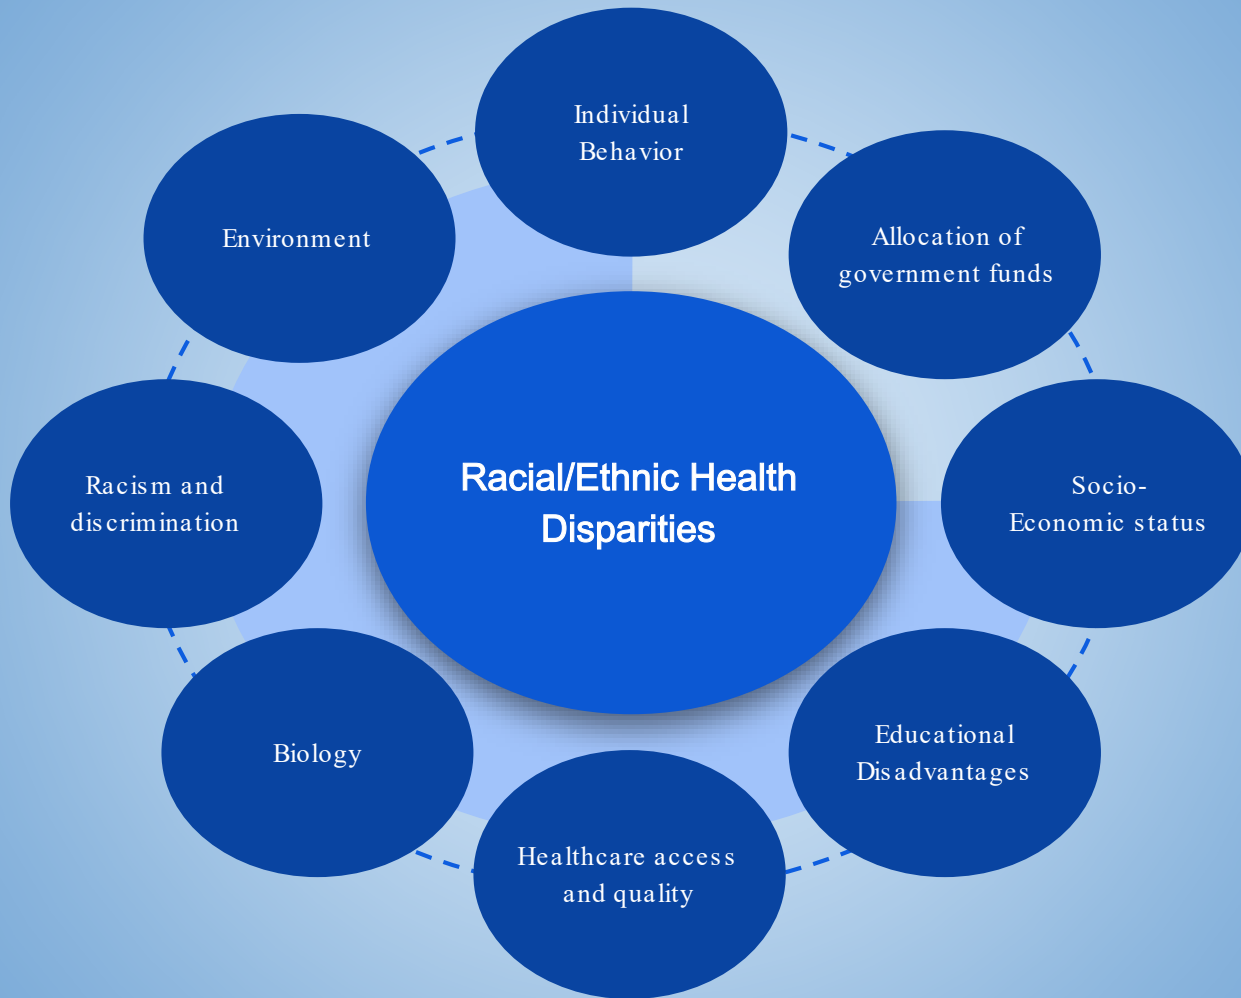 Individual
Behavior
Allocation of
government funds
Environment
Racism and
discrimination
Racial/Ethnic Health
Disparities
Socio-
Economic status
Biology
Educational
Disadvantages
Healthcare access
and quality